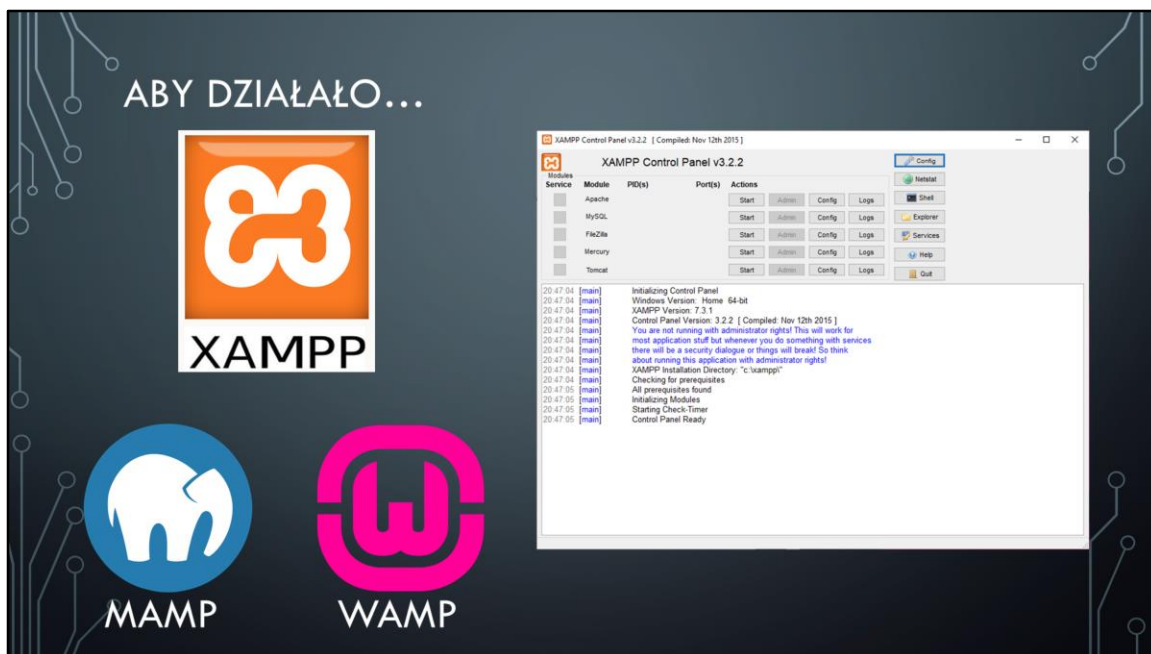 ABY DZIAŁAŁO...
XAMPP
MAMP
WAMP
XAMPP Control Panel v3.2.2 [ Compiled: Nov 12th 2015 ]
XAMPP Control Panel v3.2.2
Config
Modules
Service Module PID(s) Port(s) Actions
Netstat
Apache Start Admin Config Logs
Shell
MySQL Start Admin Config Logs
Explorer
FileZilla Start Admin Config Logs
Services
Mercury Start Admin Config Logs
Help
Tomcat Start Admin Config Logs
Quit
20:47:04 [main] Initializing Control Panel
20:47:04 [main] Windows Version: Home 64-bit
20:47:04 [main] XAMPP Version: 7.3.1
20:47:04 [main] Control Panel Version: 3.2.2 [ Compiled: Nov 12th 2015 ]
20:47:04 [main] You are not running with administrator rights! This will work for
20:47:04 [main] most application stuff but whenever you do something with services
20:47:04 [main] there will be a security dialogue or things will break! So think
20:47:04 [main] about running this application with administrator rights!
20:47:04 [main] XAMPP Installation Directory: "c:\xampp\"
20:47:04 [main] Checking for prerequisites
20:47:05 [main] All prerequisites found
20:47:05 [main] Initializing Modules
20:47:05 [main] Starting Check-Timer
20:47:05 [main] Control Panel Ready